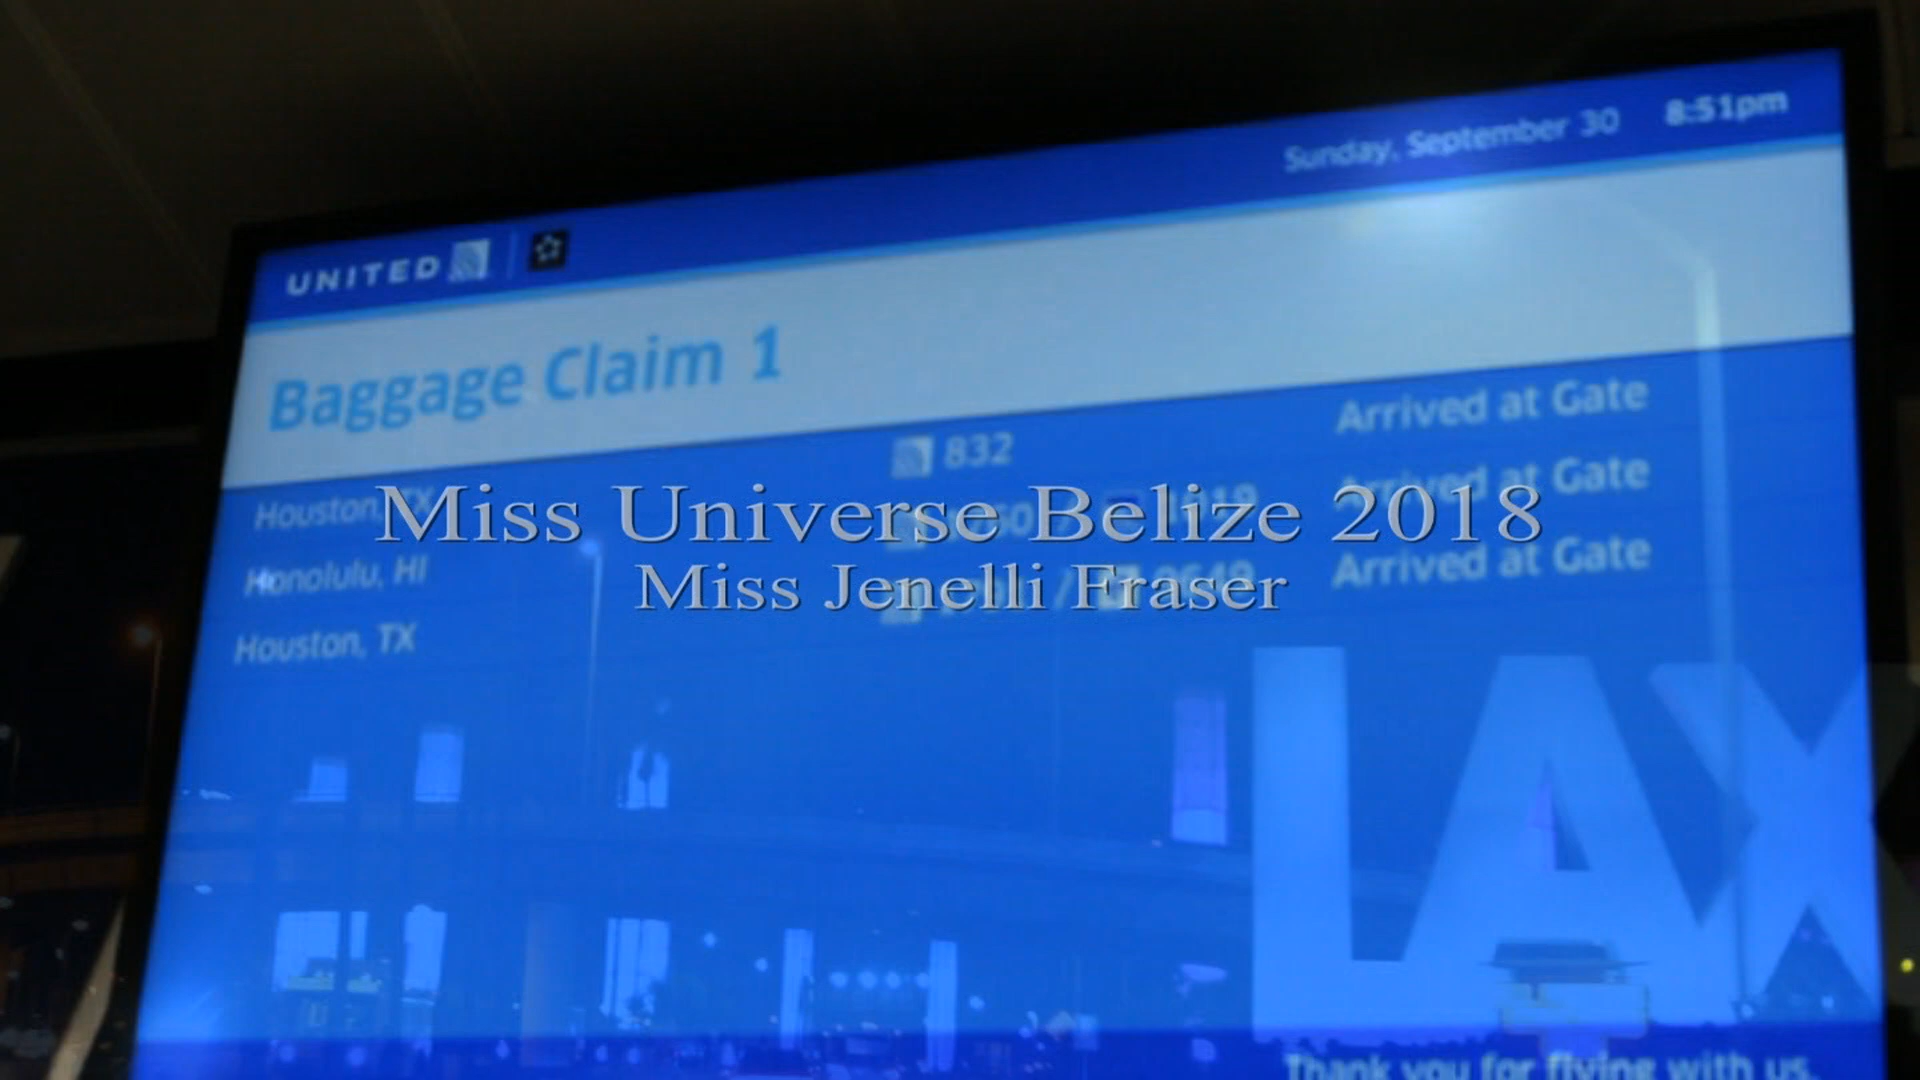 Sunday, September 30 8:51pm
UNITED
Baggage Claim 1
Houston, TX 832 Arrived at Gate
Honolulu, HI Arrived at Gate
Houston, TX Arrived at Gate
Miss Universe Belize 2018
Miss Jenelli Fraser
LAX
Thank you for flying with us.